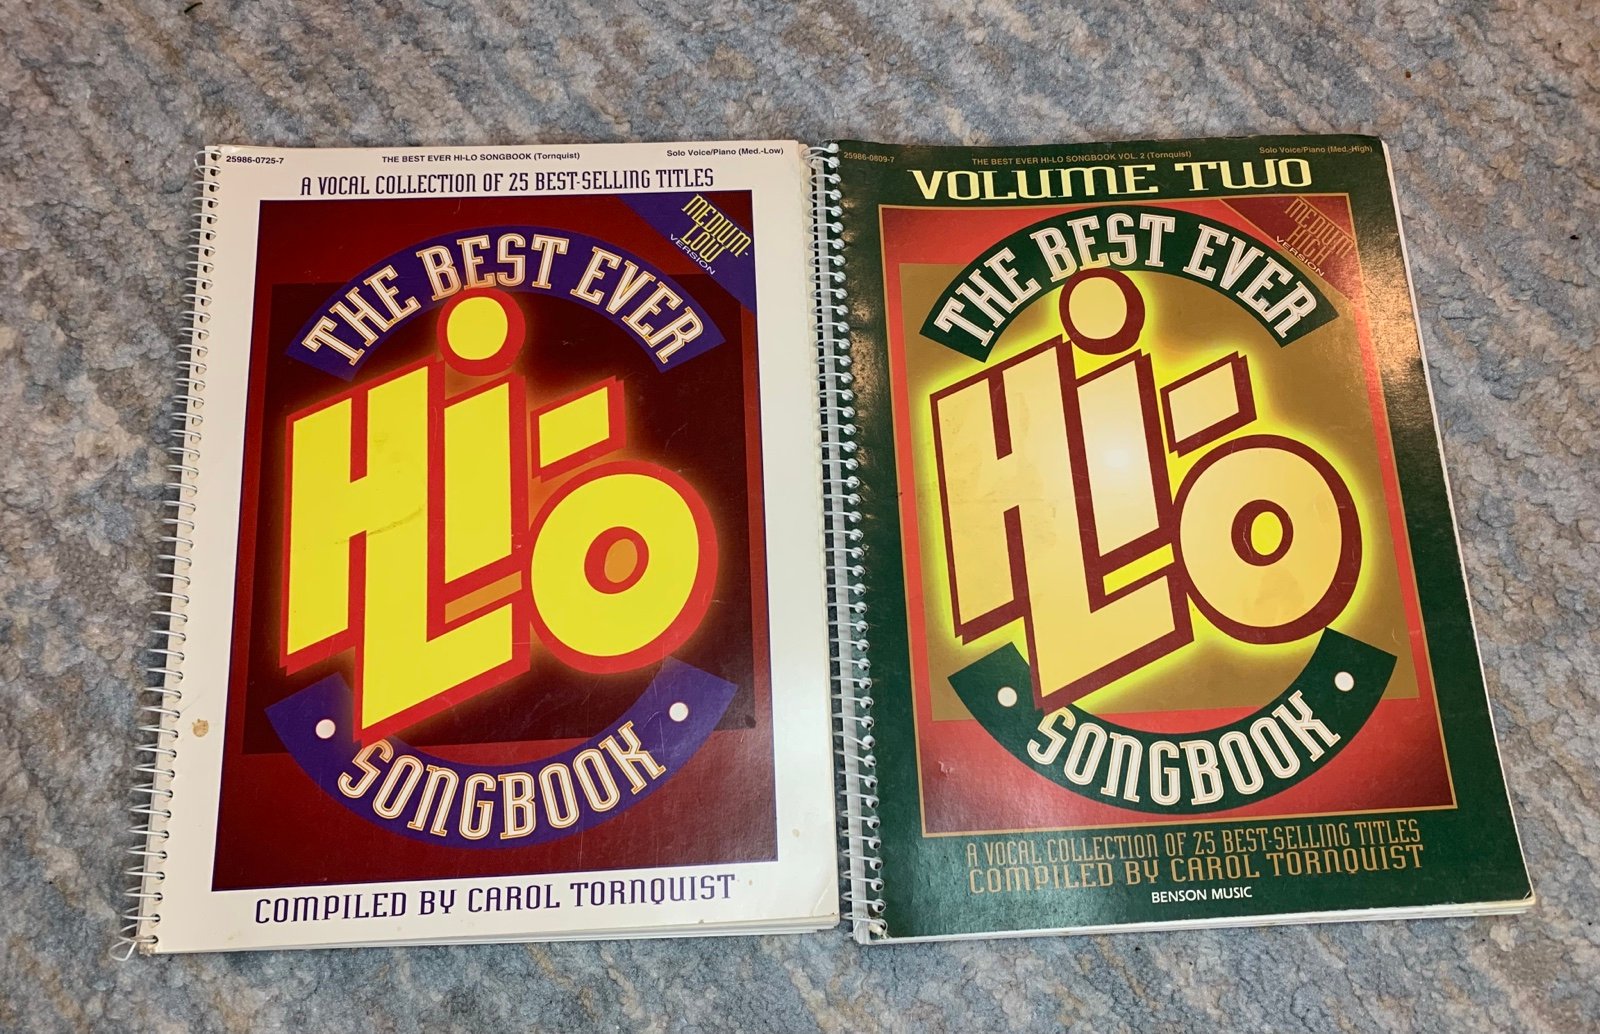 25986-0725-7
THE BEST EVER HI-LO SONGBOOK (Tornquist)
Solo Voice/Piano (Med.-Low)
A VOCAL COLLECTION OF 25 BEST-SELLING TITLES
MEDIUM-
LOW
VERSION
THE BEST EVER
Hi-
LO
SONGBOOK
COMPILED BY CAROL TORNQUIST
25986-0809-7
THE BEST EVER HI-LO SONGBOOK VOL. 2 (Tornquist)
Solo Voice/Piano (Med.-High)
VOLUME TWO
MEDIUM
HIGH
VERSION
THE BEST EVER
Hi-
LO
SONGBOOK
A VOCAL COLLECTION OF 25 BEST-SELLING TITLES
COMPILED BY CAROL TORNQUIST
BENSON MUSIC